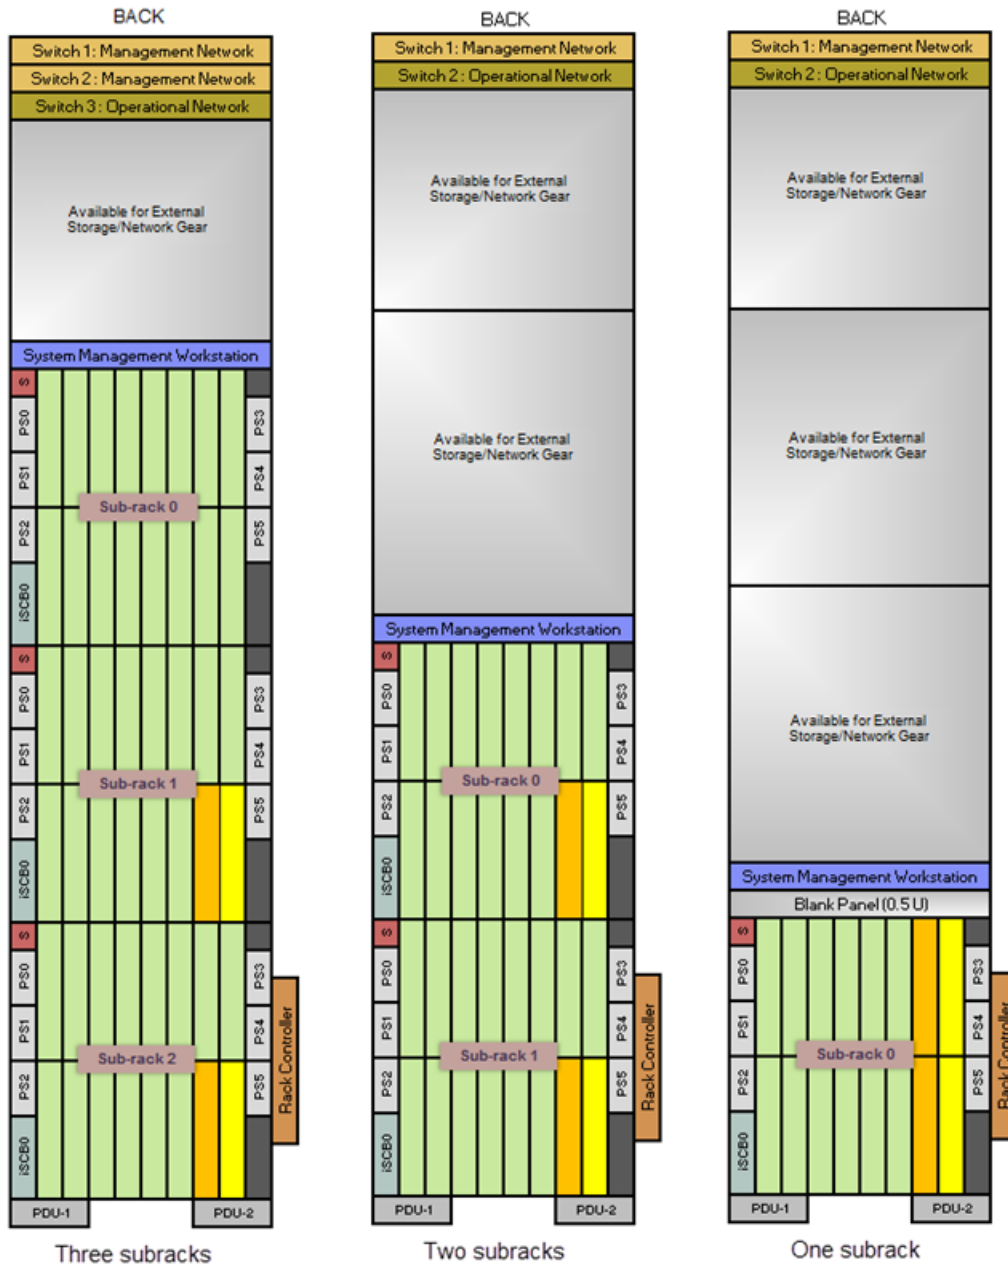 BACK
Switch 1: Management Network
Switch 2: Management Network
Switch 3: Operational Network
Available for External
Storage/Network Gear
System Management Workstation
S
PS0
PS1
PS2
iSCB0
PS3
PS4
PS5
Sub-rack 0
S
PS0
PS1
PS2
iSCB0
PS3
PS4
PS5
Sub-rack 1
S
PS0
PS1
PS2
iSCB0
PS3
PS4
PS5
Sub-rack 2
Rack Controller
PDU-1
PDU-2
Three subracks
BACK
Switch 1: Management Network
Switch 2: Operational Network
Available for External
Storage/Network Gear
Available for External
Storage/Network Gear
System Management Workstation
S
PS0
PS1
PS2
iSCB0
PS3
PS4
PS5
Sub-rack 0
S
PS0
PS1
PS2
iSCB0
PS3
PS4
PS5
Sub-rack 1
Rack Controller
PDU-1
PDU-2
Two subracks
BACK
Switch 1: Management Network
Switch 2: Operational Network
Available for External
Storage/Network Gear
Available for External
Storage/Network Gear
Available for External
Storage/Network Gear
System Management Workstation
Blank Panel (0.5 U)
S
PS0
PS1
PS2
iSCB0
PS3
PS4
PS5
Sub-rack 0
Rack Controller
PDU-1
PDU-2
One subrack